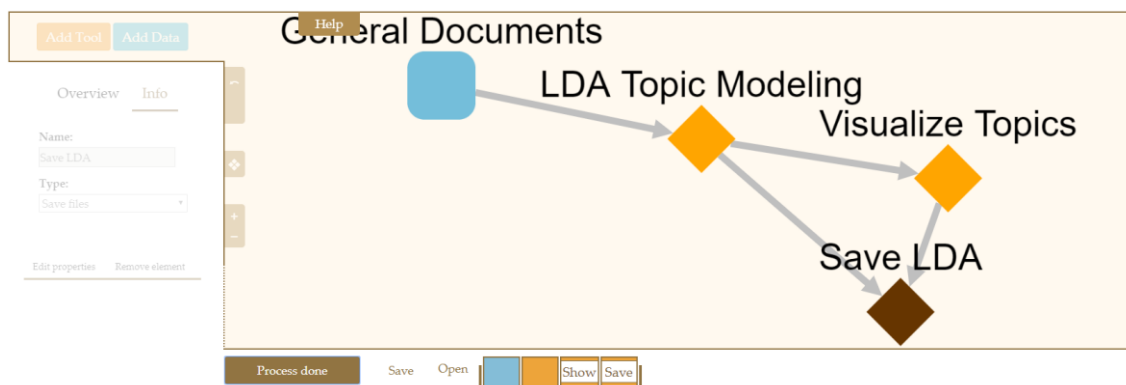 Add Tool Add Data
Help
General Documents
LDA Topic Modeling
Visualize Topics
Save LDA
Overview Info
Name:
Save LDA
Type:
Save files
Edit properties Remove element
+
−
Process done Save Open Show Save